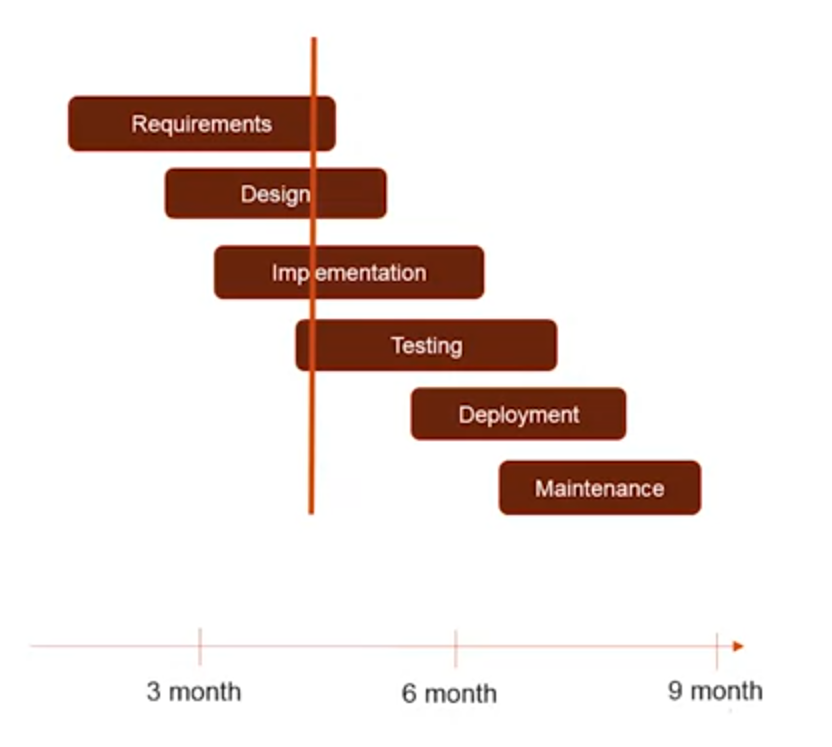 Requirements
Design
Implementation
Testing
Deployment
Maintenance
3 month
6 month
9 month